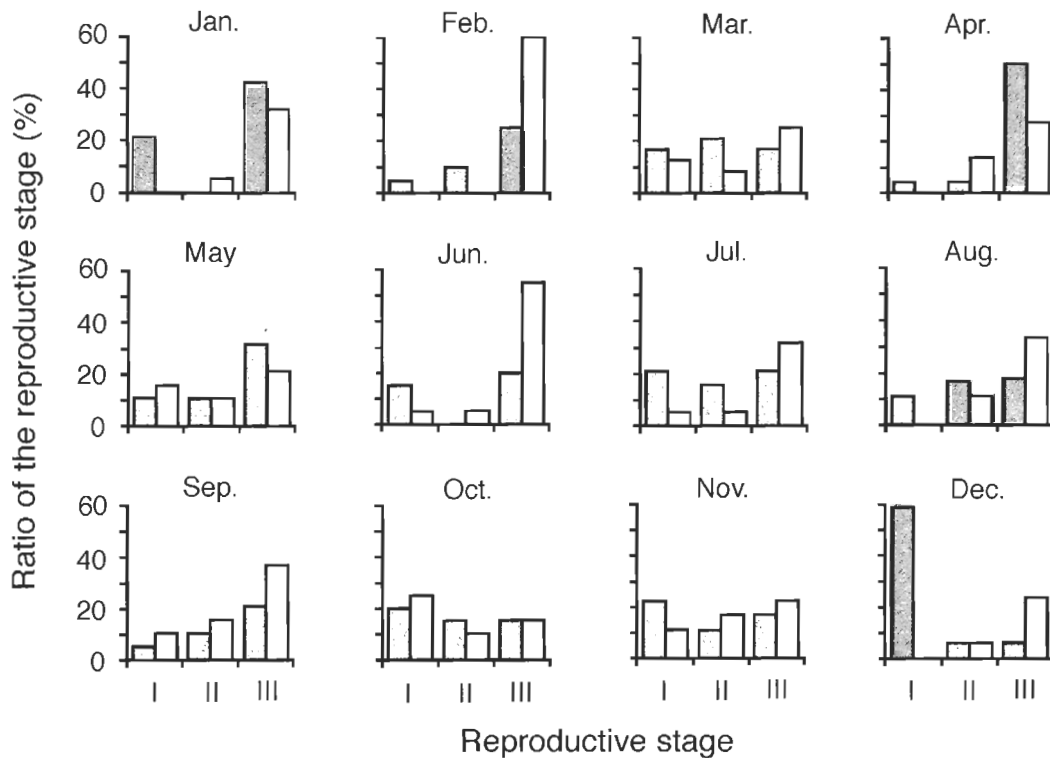 Ratio of the reproductive stage (%)
Jan. Feb. Mar. Apr.
60
40
20
0
May Jun. Jul. Aug.
60
40
20
0
Sep. Oct. Nov. Dec.
60
40
20
0
I II III I II III I II III I II III
Reproductive stage